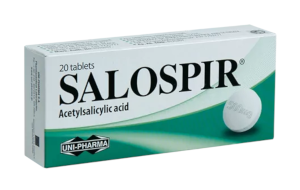 20 tablets
SALOSPIR®
Acetylsalicylic acid
UNI-PHARMA